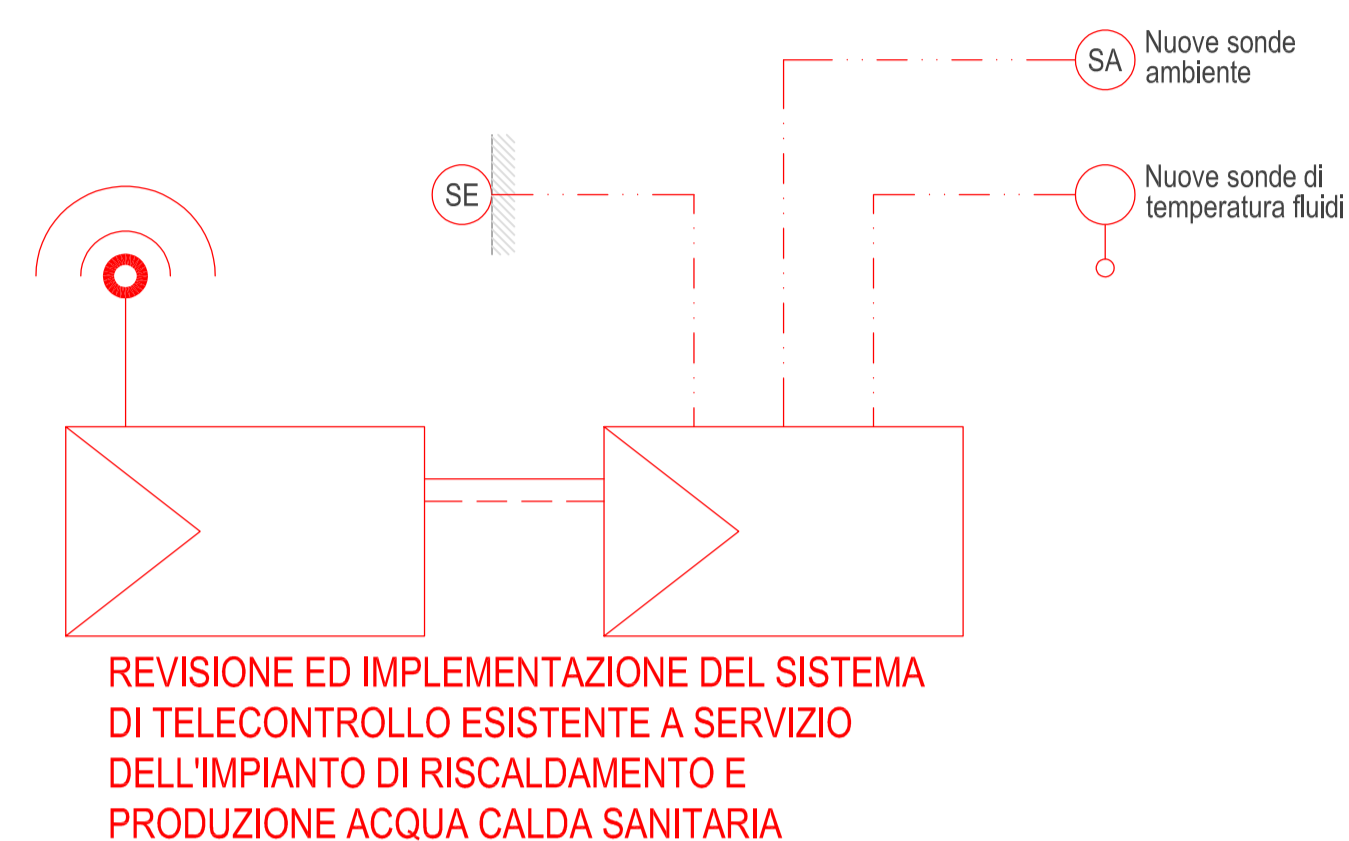 SA
Nuove sonde
ambiente
SE
Nuove sonde di
temperatura fluidi
REVISIONE ED IMPLEMENTAZIONE DEL SISTEMA
DI TELECONTROLLO ESISTENTE A SERVIZIO
DELL'IMPIANTO DI RISCALDAMENTO E
PRODUZIONE ACQUA CALDA SANITARIA